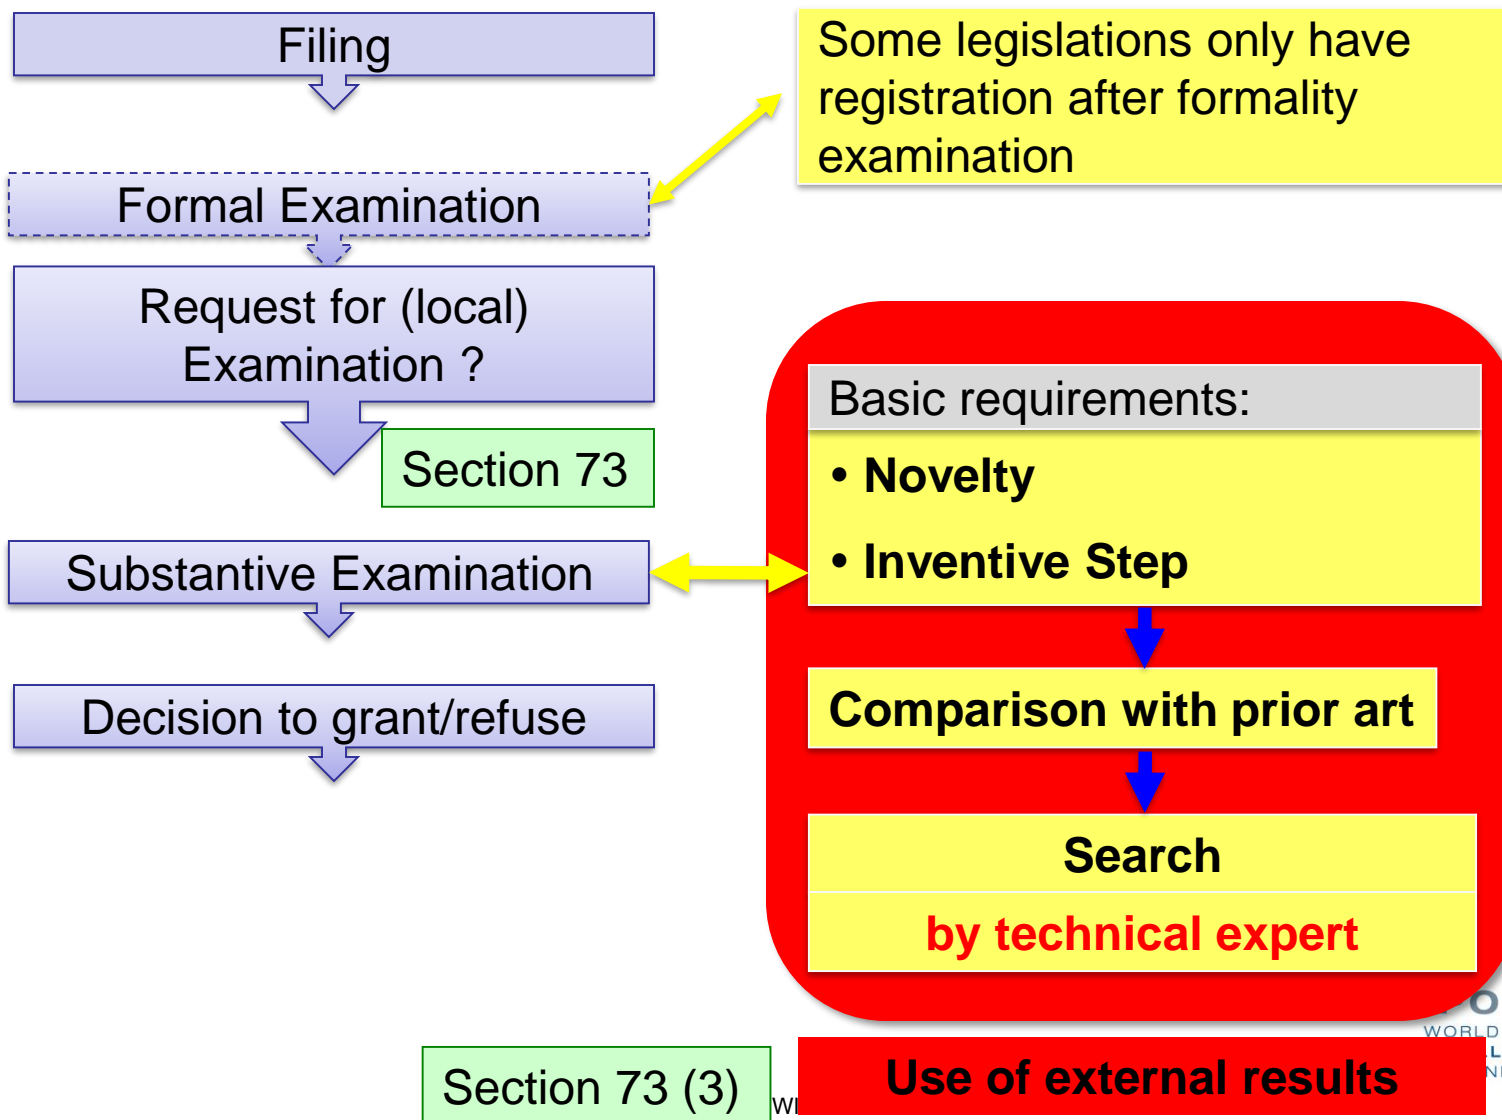 Filing
Some legislations only have
registration after formality
examination
Formal Examination
Request for (local)
Examination ?
Section 73
Basic requirements:
• Novelty
• Inventive Step
Substantive Examination
Comparison with prior art
Decision to grant/refuse
Search
by technical expert
WORLD
Section 73 (3)
Use of external results